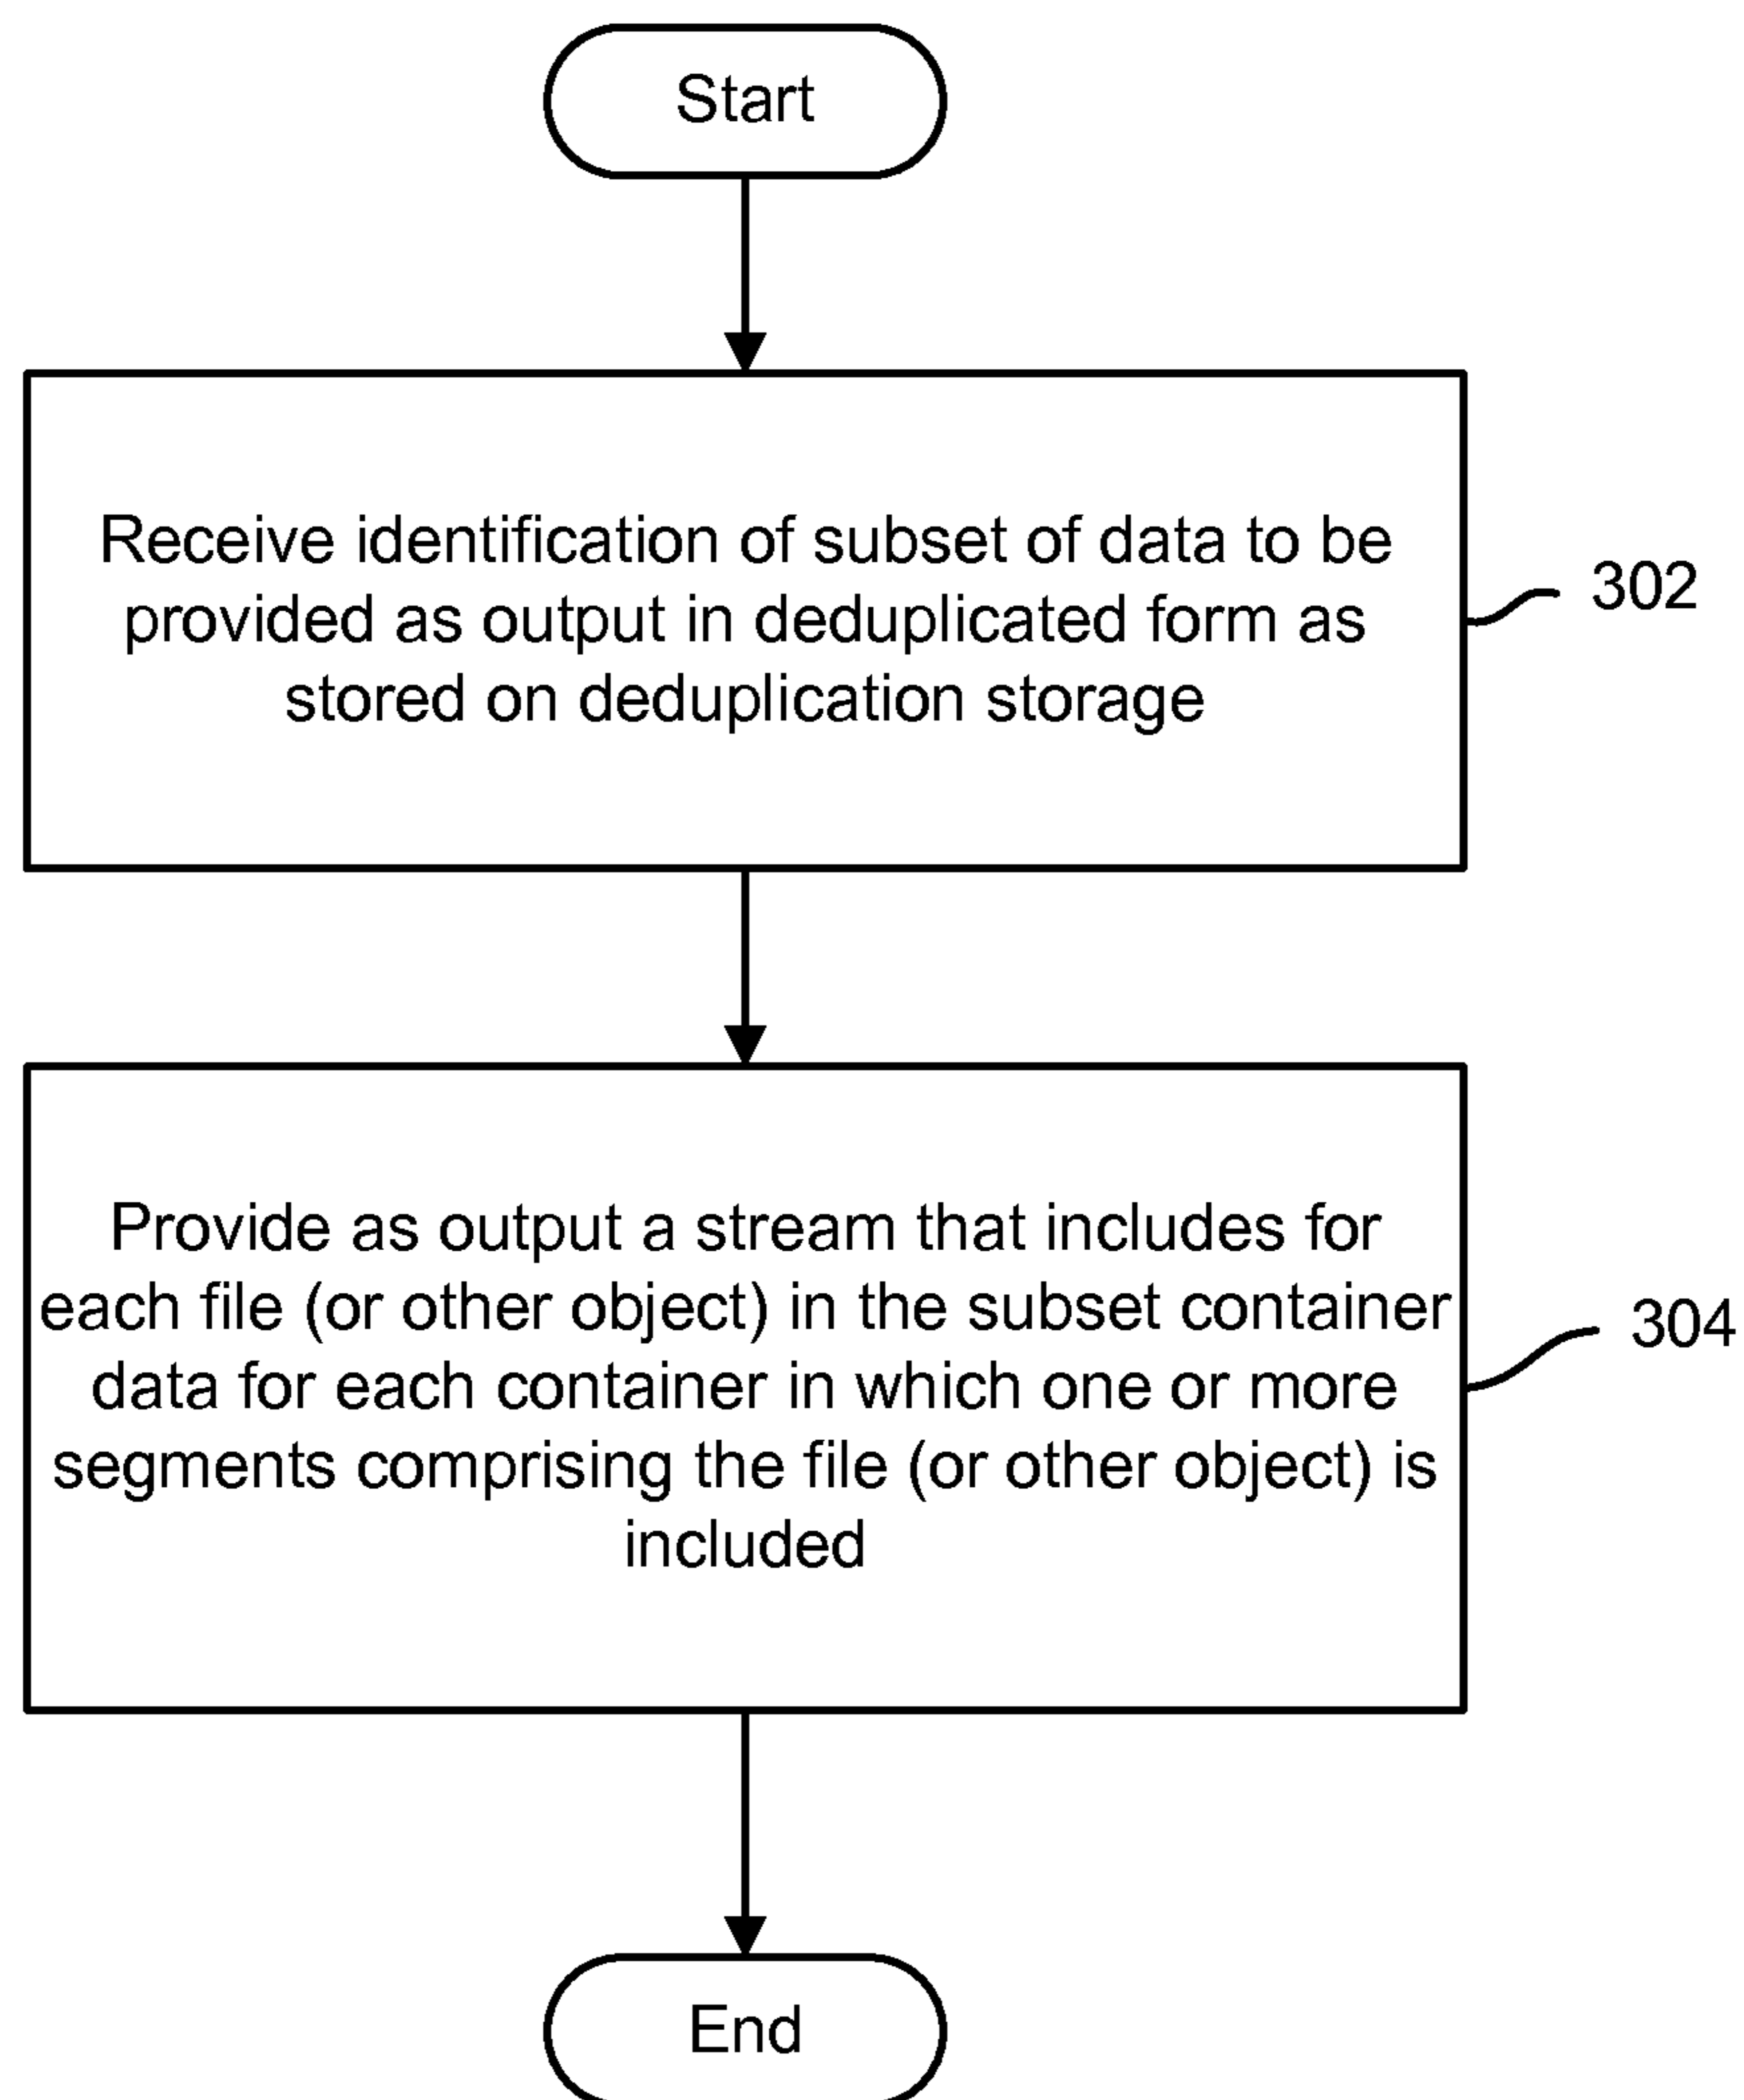 Start
Receive identification of subset of data to be
provided as output in deduplicated form as
stored on deduplication storage
302
Provide as output a stream that includes for
each file (or other object) in the subset container
data for each container in which one or more
segments comprising the file (or other object) is
included
304
End